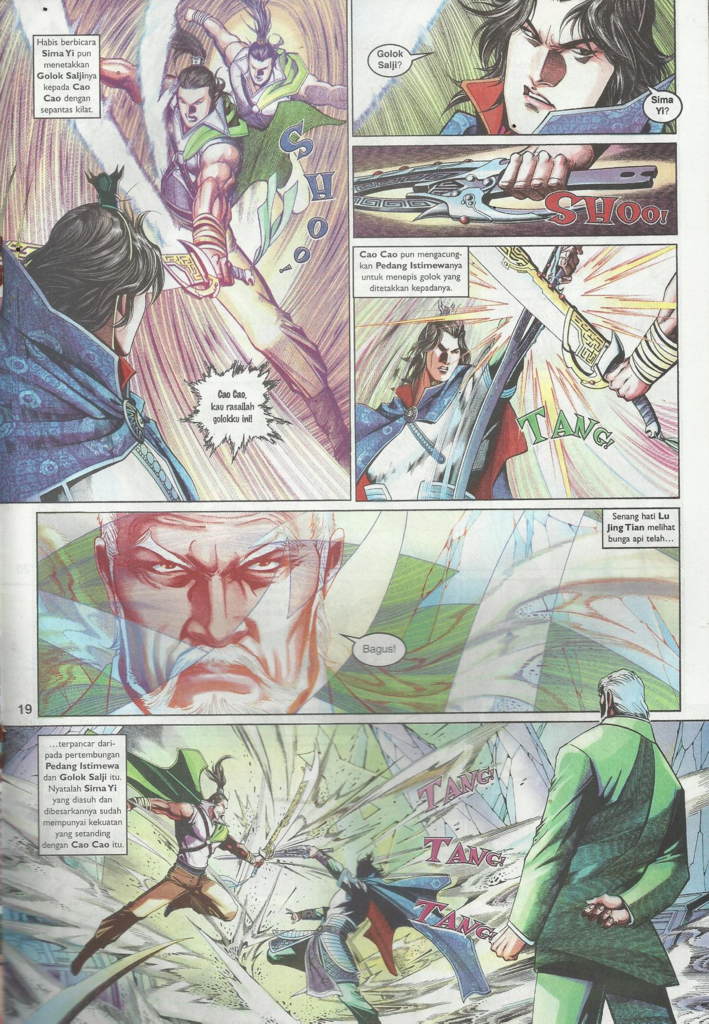 Habis berbicara
Sima Yi pun
menetakkan
Golok Saljinya
kepada Cao
Cao dengan
sepantas kilat.
SHOO!
Cao Cao,
kau rasailah
golokku ini!
Golok
Salji?
Sima
Yi?
SHOO!
Cao Cao pun mengacung-
kan Pedang Istimewanya
untuk menepis golok yang
ditetakkan kepadanya.
TANG!
Senang hati Lu
Jing Tian melihat
bunga api telah...
Bagus!
19
...terpancar dari-
pada pertembungan
Pedang Istimewa
dan Golok Salji itu.
Nyatalah Sima Yi
yang diasuh dan
dibesarkannya sudah
mempunyai kekuatan
yang setanding
dengan Cao Cao itu.
TANG!
TANG!
TANG!